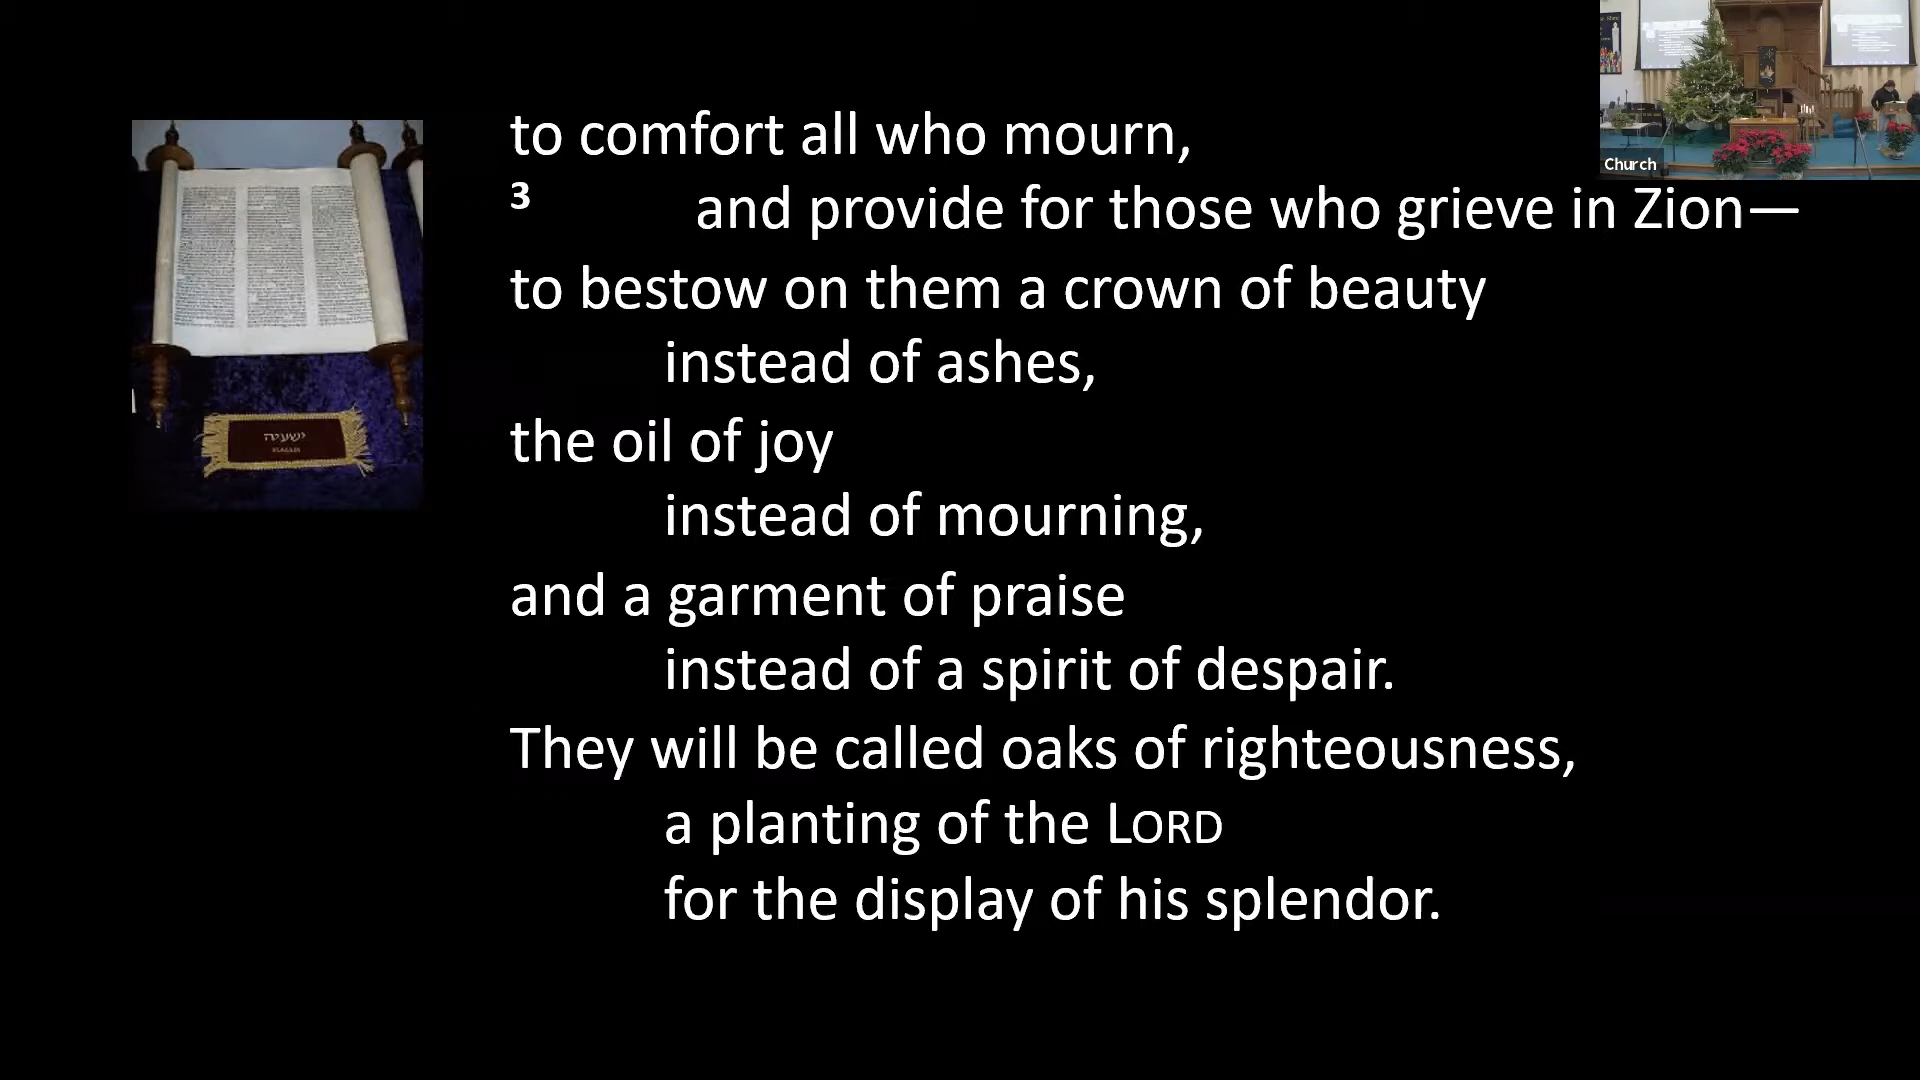 to comfort all who mourn,
3 and provide for those who grieve in Zion—
to bestow on them a crown of beauty
instead of ashes,
the oil of joy
instead of mourning,
and a garment of praise
instead of a spirit of despair.
They will be called oaks of righteousness,
a planting of the LORD
for the display of his splendor.
ישעיה
Church